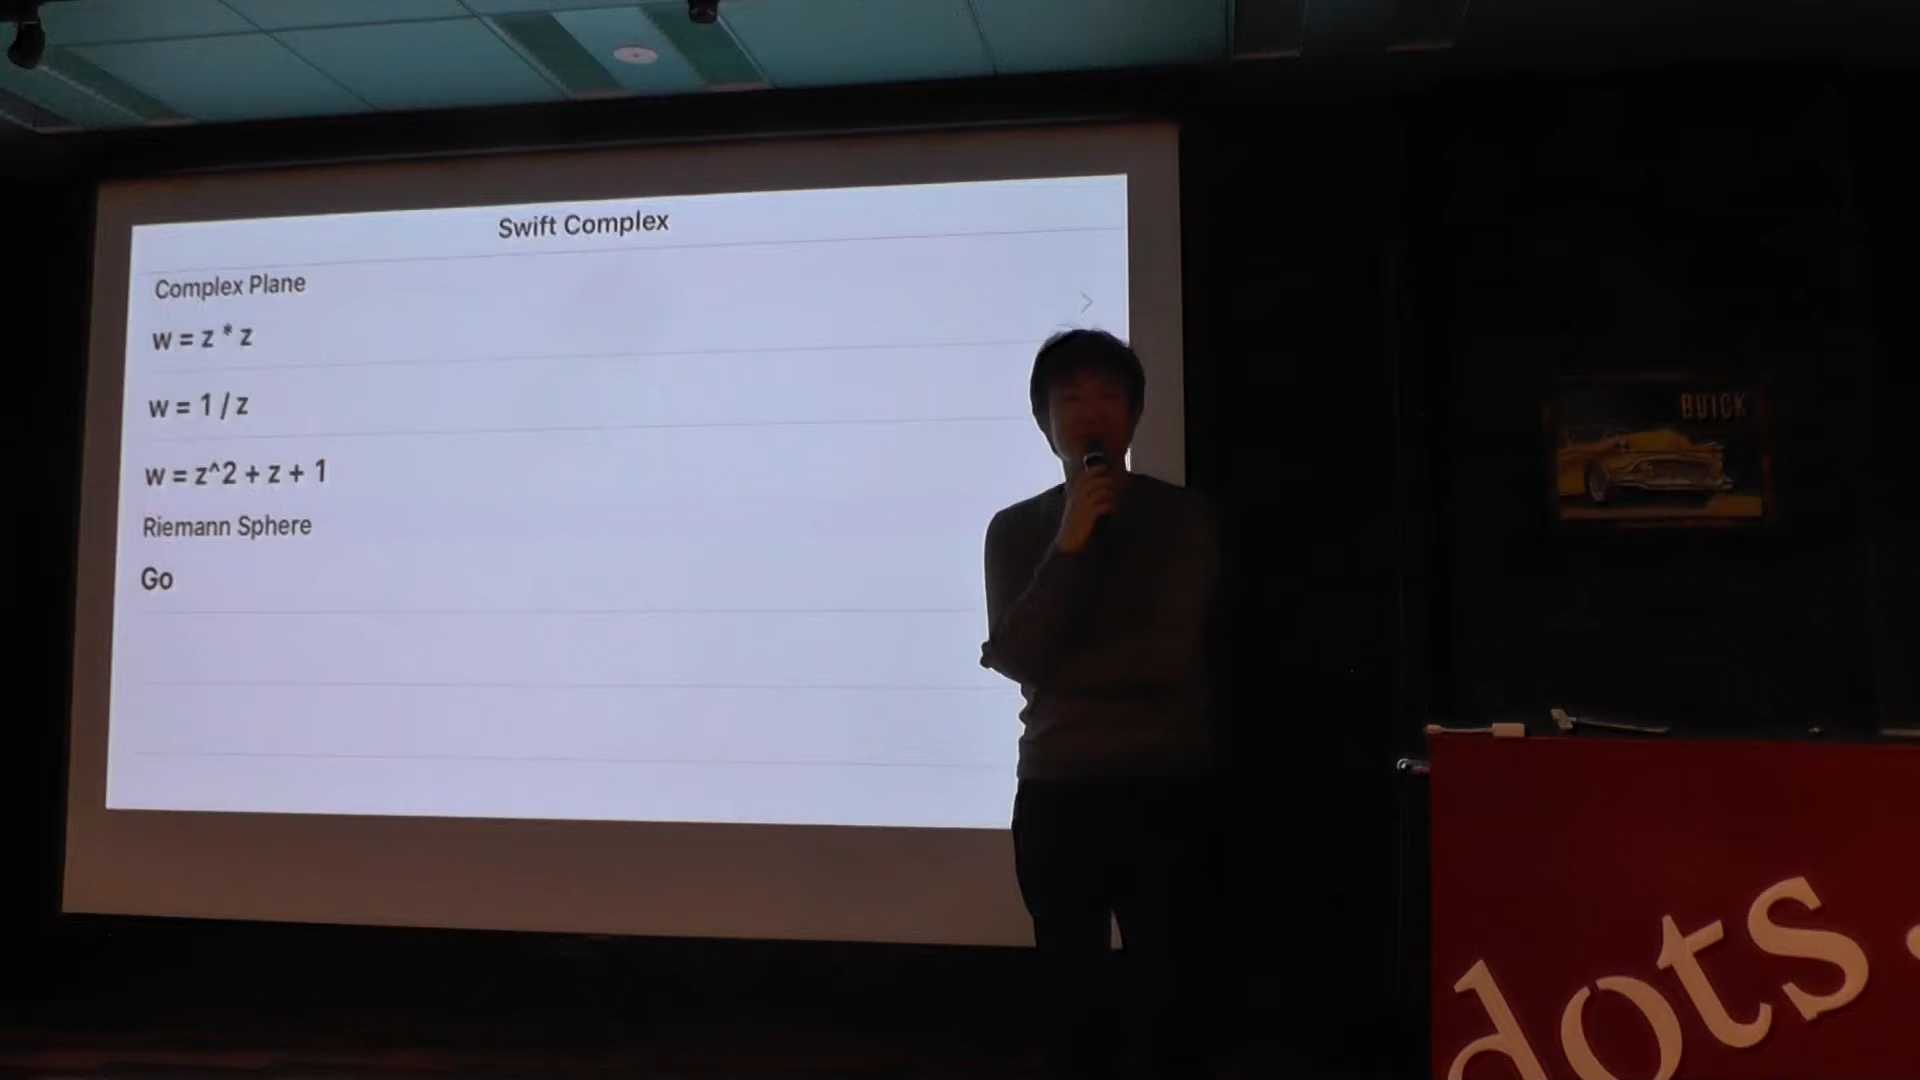 Swift Complex
Complex Plane
w = z * z
w = 1 / z
w = z^2 + z + 1
Riemann Sphere
Go
BUICK
dots.